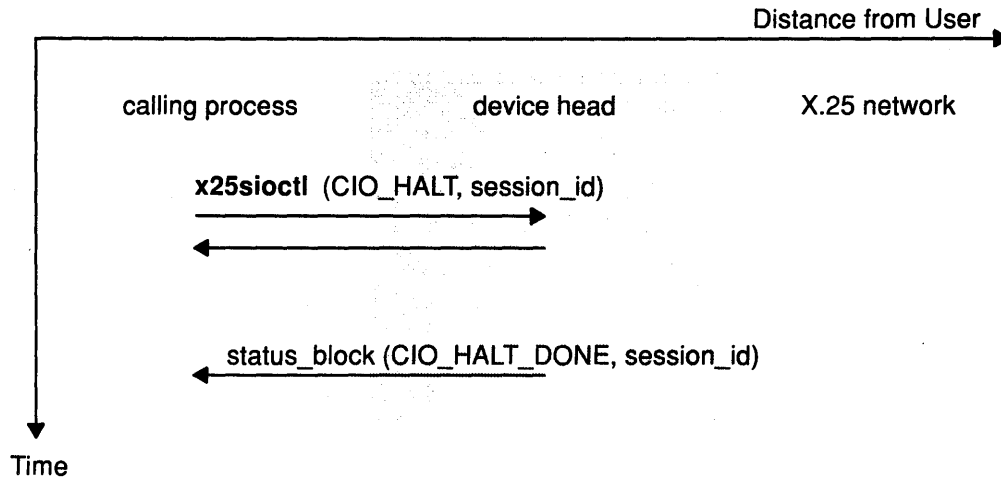 Distance from User
calling process device head X.25 network
x25sioctl (CIO_HALT, session_id)
status_block (CIO_HALT_DONE, session_id)
Time